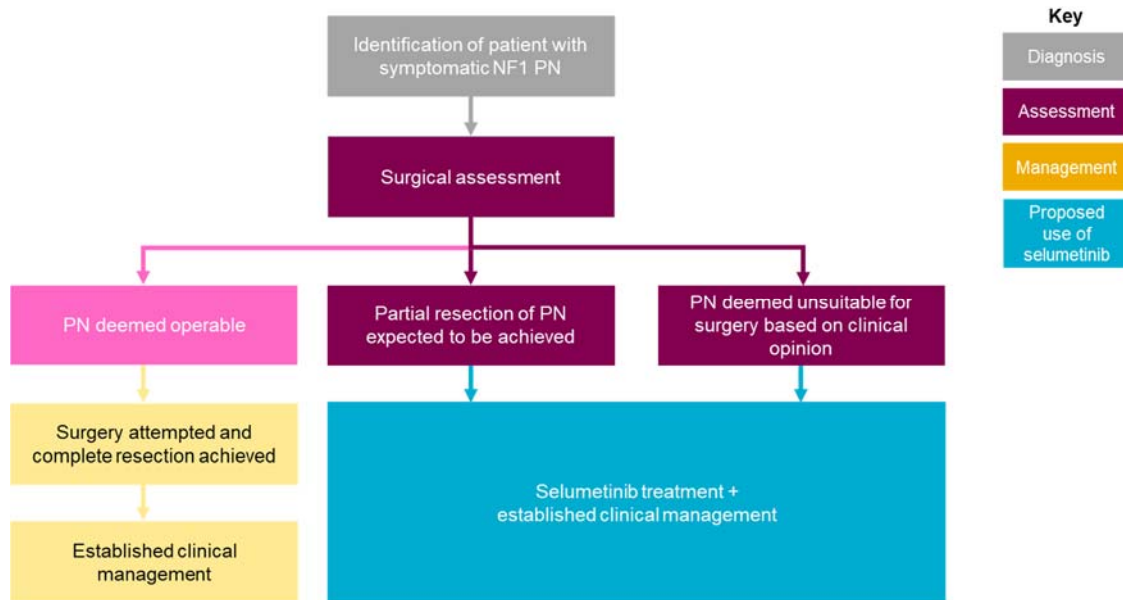 Identification of patient with
symptomatic NF1 PN
Surgical assessment
PN deemed operable
Partial resection of PN
expected to be achieved
PN deemed unsuitable for
surgery based on clinical
opinion
Surgery attempted and
complete resection achieved
Selumetinib treatment +
established clinical management
Established clinical
management
Key
Diagnosis
Assessment
Management
Proposed
use of
selumetinib